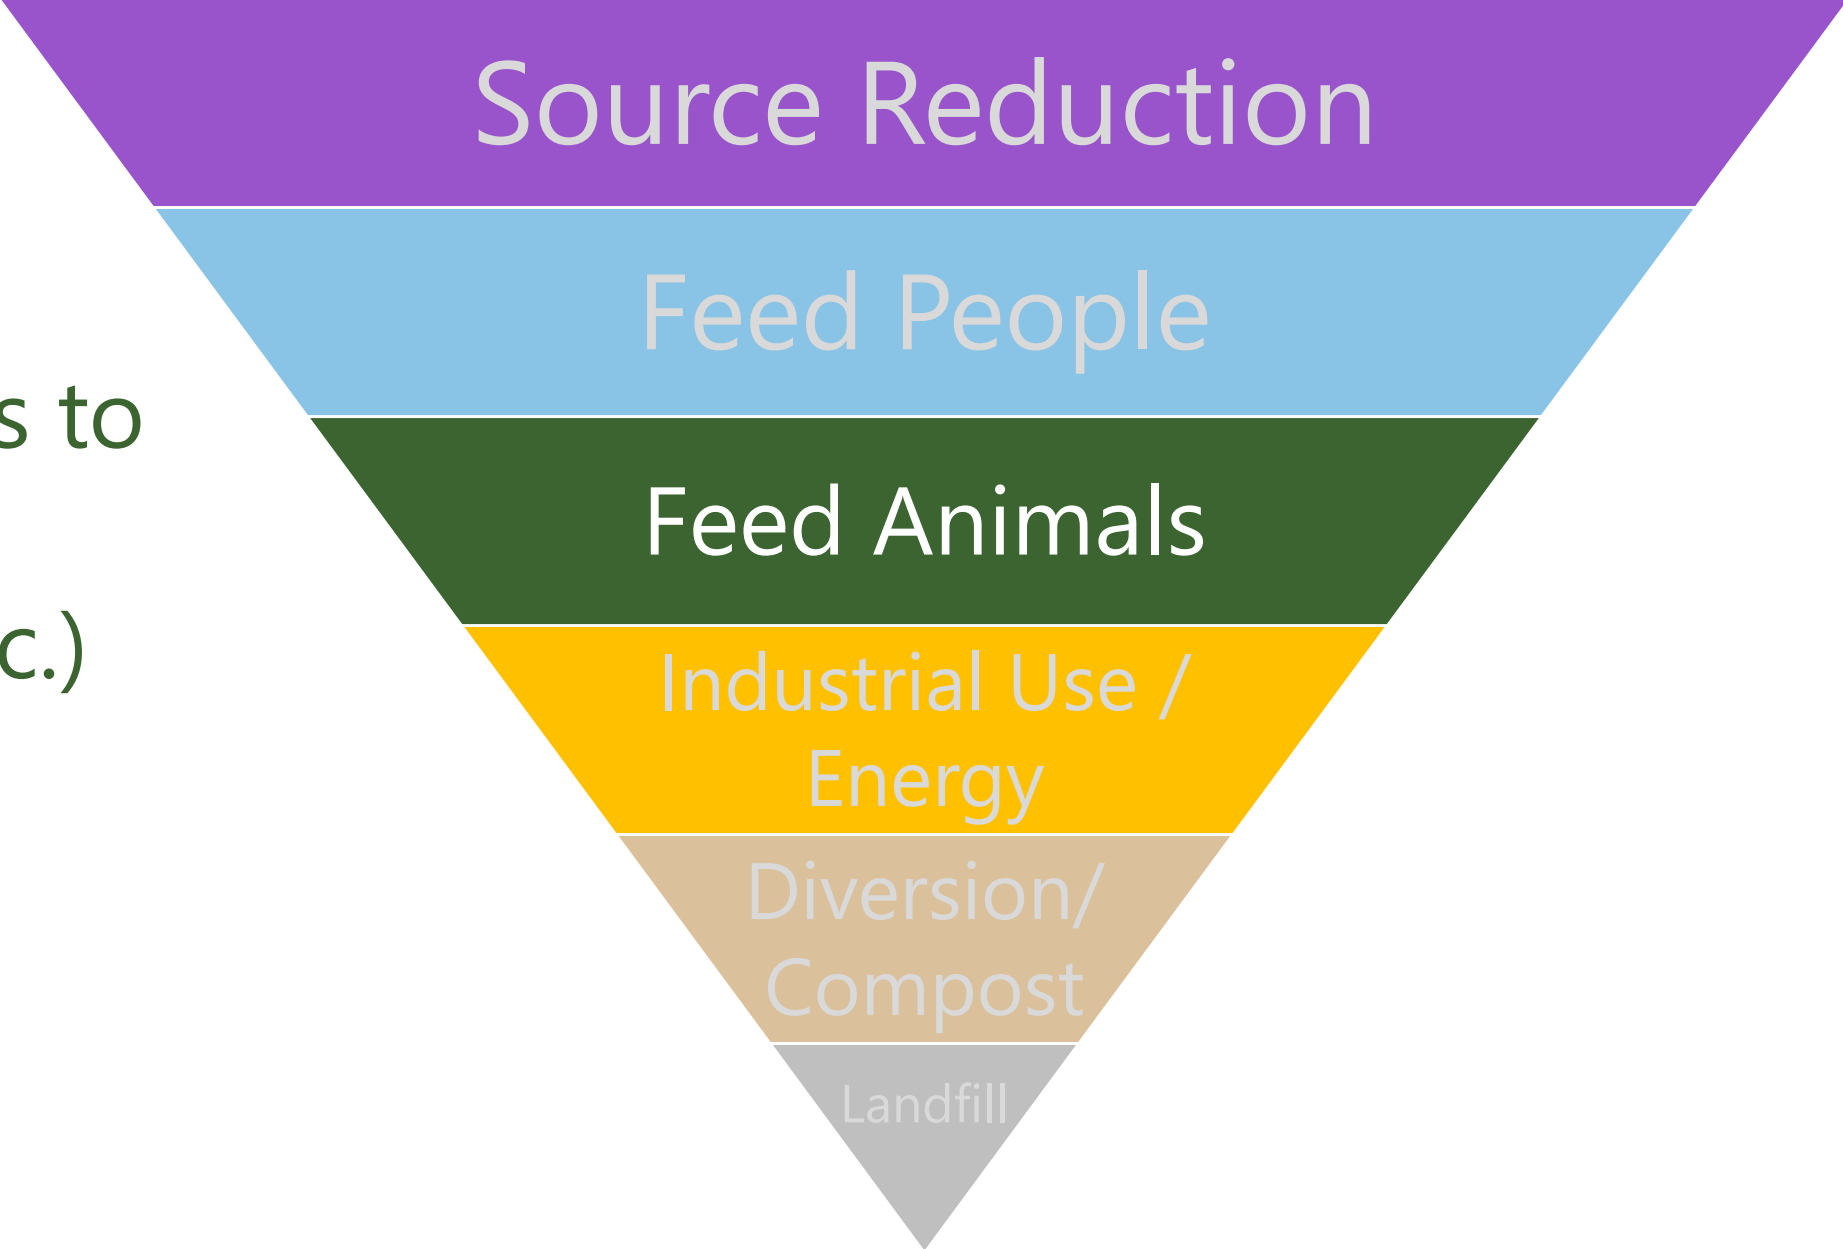 Source Reduction
Feed People
s to
Feed Animals
c.)
Industrial Use /
Energy
Diversion/
Compost
Landfill